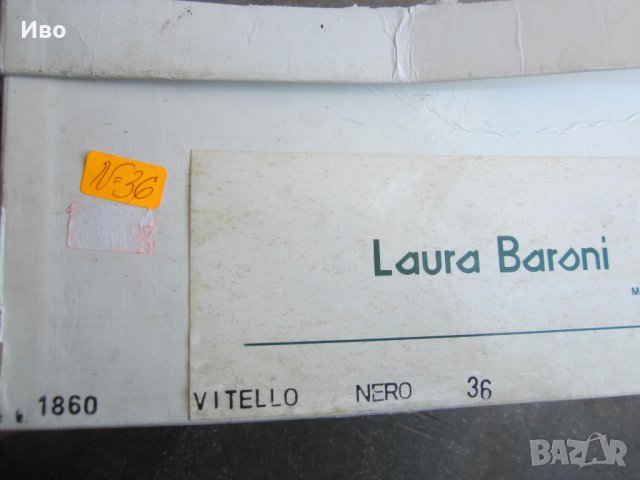 Иво
№36
Laura Baroni
M
1860
VITELLO NERO 36
BAZAR